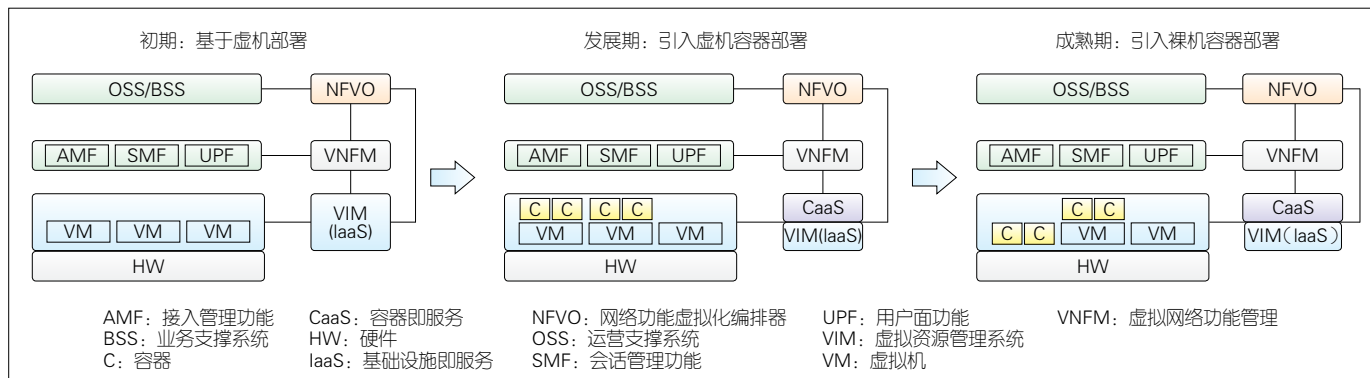 初期：基于虚机部署
OSS/BSS
NFVO
AMF
SMF
UPF
VNFM
VM
VM
VM
VIM
(IaaS)
HW
发展期：引入虚机容器部署
OSS/BSS
NFVO
AMF
SMF
UPF
VNFM
C
C
C
C
VM
VM
VM
CaaS
VIM(IaaS)
HW
成熟期：引入裸机容器部署
OSS/BSS
NFVO
AMF
SMF
UPF
VNFM
C
C
C
C
VM
VM
CaaS
VIM（IaaS）
HW
AMF：接入管理功能
BSS：业务支撑系统
C：容器
CaaS：容器即服务
HW：硬件
IaaS：基础设施即服务
NFVO：网络功能虚拟化编排器
OSS：运营支撑系统
SMF：会话管理功能
UPF：用户面功能
VIM：虚拟资源管理系统
VM：虚拟机
VNFM：虚拟网络功能管理